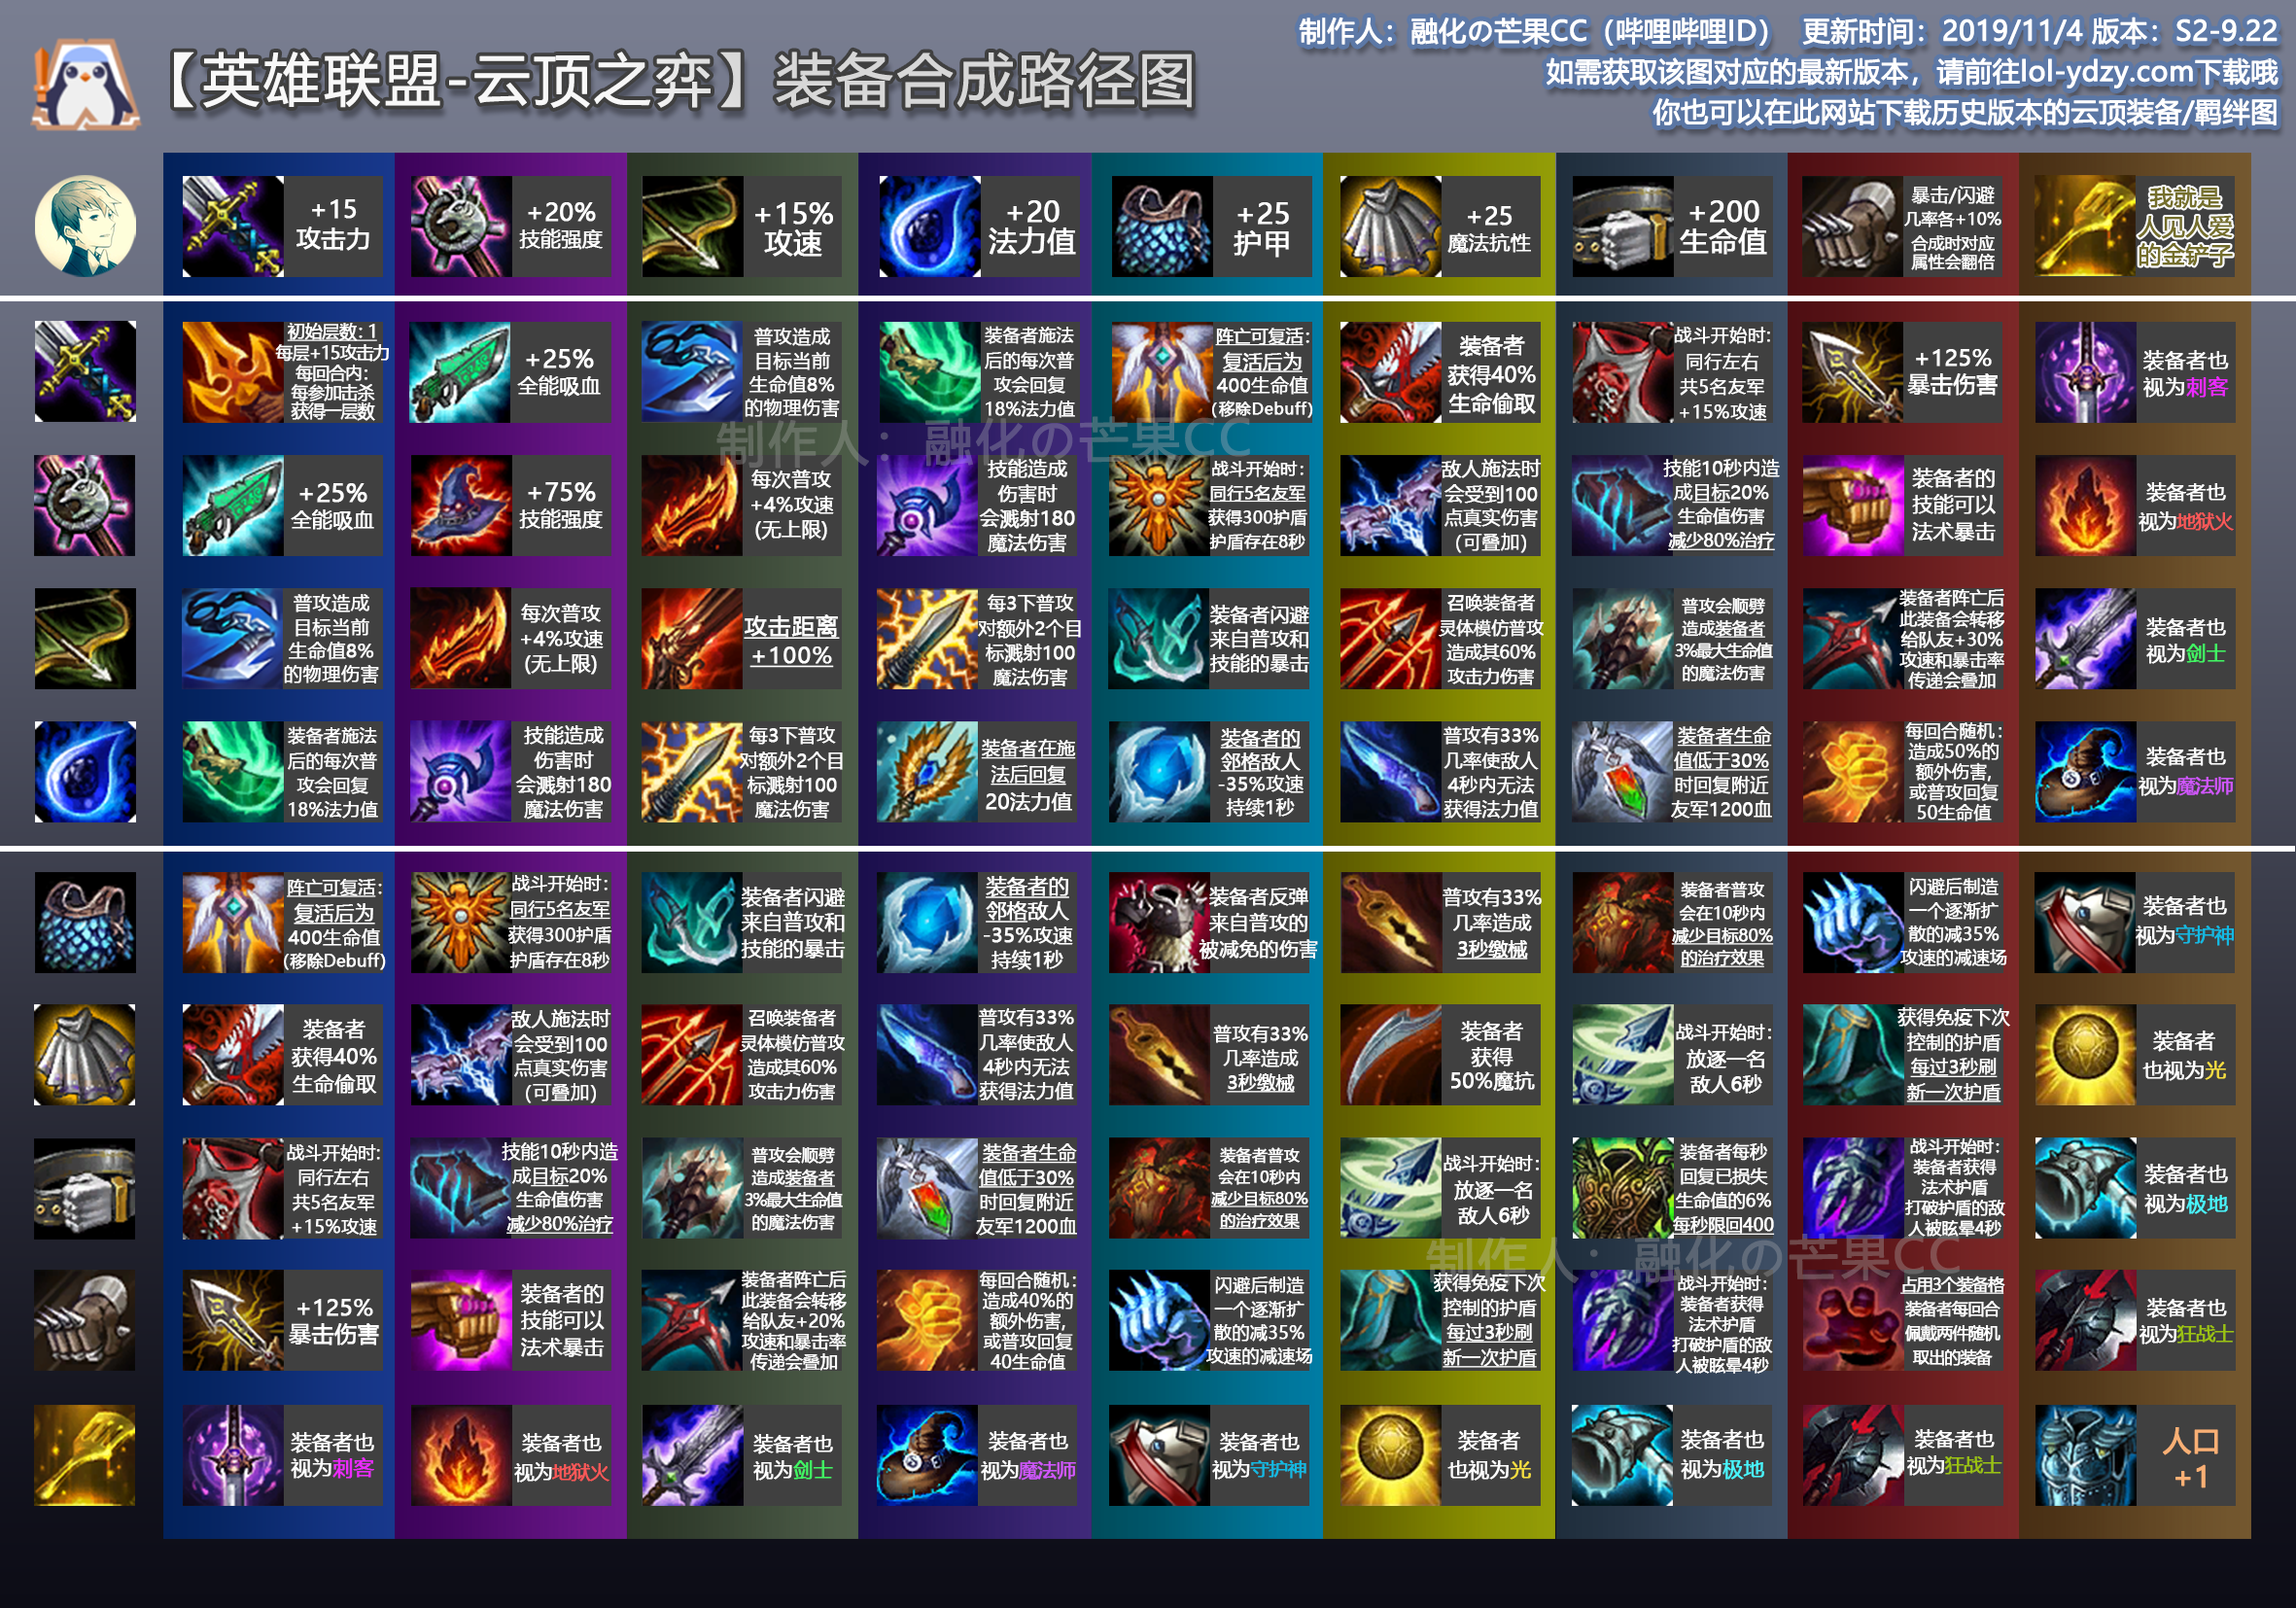 【英雄联盟-云顶之弈】装备合成路径图
制作人：融化の芒果CC（哔哩哔哩ID） 更新时间：2019/11/4 版本：S2-9.22
如需获取该图对应的最新版本，请前往lol-ydzy.com下载哦
你也可以在此网站下载历史版本的云顶装备/羁绊图
+15
攻击力
+20%
技能强度
+15%
攻速
+20
法力值
+25
护甲
+25
魔法抗性
+200
生命值
暴击/闪避
几率各+10%
合成时对应
属性会翻倍
我就是
人见人爱
的金铲子
初始层数：1
每层+15攻击力
每回合内：
每参加击杀
获得一层数
+25%
全能吸血
普攻造成
目标当前
生命值8%
的物理伤害
装备者施法
后的每次普
攻会回复
18%法力值
阵亡可复活：
复活后为
400生命值
(移除Debuff)
装备者
获得40%
生命偷取
战斗开始时：
同行左右
共5名友军
+15%攻速
+125%
暴击伤害
装备者也
视为刺客
制作人：融化の芒果CC
+25%
全能吸血
+75%
技能强度
每次普攻
+4%攻速
(无上限)
技能造成
伤害时
会溅射180
魔法伤害
战斗开始时：
同行5名友军
获得300护盾
护盾存在8秒
敌人施法时
会受到100
点真实伤害
(可叠加)
技能10秒内造
成目标20%
生命值伤害
减少80%治疗
装备者的
技能可以
法术暴击
装备者也
视为地狱火
普攻造成
目标当前
生命值8%
的物理伤害
每次普攻
+4%攻速
(无上限)
攻击距离
+100%
每3下普攻
对额外2个目
标溅射100
魔法伤害
装备者闪避
来自普攻和
技能的暴击
召唤装备者
灵体模仿普攻
造成其60%
攻击力伤害
普攻会顺劈
造成装备者
3%最大生命值
的魔法伤害
装备者阵亡后
此装备会转移
给队友+30%
攻速和暴击率
传递会叠加
装备者也
视为剑士
装备者施法
后的每次普
攻会回复
18%法力值
技能造成
伤害时
会溅射180
魔法伤害
每3下普攻
对额外2个目
标溅射100
魔法伤害
装备者在施
法后回复
20法力值
装备者的
邻格敌人
-35%攻速
持续1秒
普攻有33%
几率使敌人
4秒内无法
获得法力值
装备者生命
值低于30%
时回复附近
友军1200血
每回合随机：
造成50%的
额外伤害，
或普攻回复
50生命值
装备者也
视为魔法师
阵亡可复活：
复活后为
400生命值
(移除Debuff)
战斗开始时：
同行5名友军
获得300护盾
护盾存在8秒
装备者闪避
来自普攻和
技能的暴击
装备者的
邻格敌人
-35%攻速
持续1秒
装备者反弹
来自普攻的
被减免的伤害
普攻有33%
几率造成
3秒缴械
装备者普攻
会在10秒内
减少目标80%
的治疗效果
闪避后制造
一个逐渐扩
散的减35%
攻速的减速场
装备者也
视为守护神
装备者
获得40%
生命偷取
敌人施法时
会受到100
点真实伤害
(可叠加)
召唤装备者
灵体模仿普攻
造成其60%
攻击力伤害
普攻有33%
几率使敌人
4秒内无法
获得法力值
普攻有33%
几率造成
3秒缴械
装备者
获得
50%魔抗
战斗开始时：
放逐一名
敌人6秒
获得免疫下次
控制的护盾
每过3秒刷
新一次护盾
装备者
也视为光
战斗开始时：
同行左右
共5名友军
+15%攻速
技能10秒内造
成目标20%
生命值伤害
减少80%治疗
普攻会顺劈
造成装备者
3%最大生命值
的魔法伤害
装备者生命
值低于30%
时回复附近
友军1200血
装备者普攻
会在10秒内
减少目标80%
的治疗效果
战斗开始时：
放逐一名
敌人6秒
装备者每秒
回复已损失
生命值的6%
每秒限回400
战斗开始时：
装备者获得
法术护盾
打破护盾的敌
人被眩晕4秒
装备者也
视为极地
制作人：融化の芒果CC
+125%
暴击伤害
装备者的
技能可以
法术暴击
装备者阵亡后
此装备会转移
给队友+20%
攻速和暴击率
传递会叠加
每回合随机：
造成40%的
额外伤害，
或普攻回复
40生命值
闪避后制造
一个逐渐扩
散的减35%
攻速的减速场
获得免疫下次
控制的护盾
每过3秒刷
新一次护盾
战斗开始时：
装备者获得
法术护盾
打破护盾的敌
人被眩晕4秒
占用3个装备格
装备者每回合
佩戴两件随机
取出的装备
装备者也
视为狂战士
装备者也
视为刺客
装备者也
视为地狱火
装备者也
视为剑士
装备者也
视为魔法师
装备者也
视为守护神
装备者
也视为光
装备者也
视为极地
装备者也
视为狂战士
人口
+1